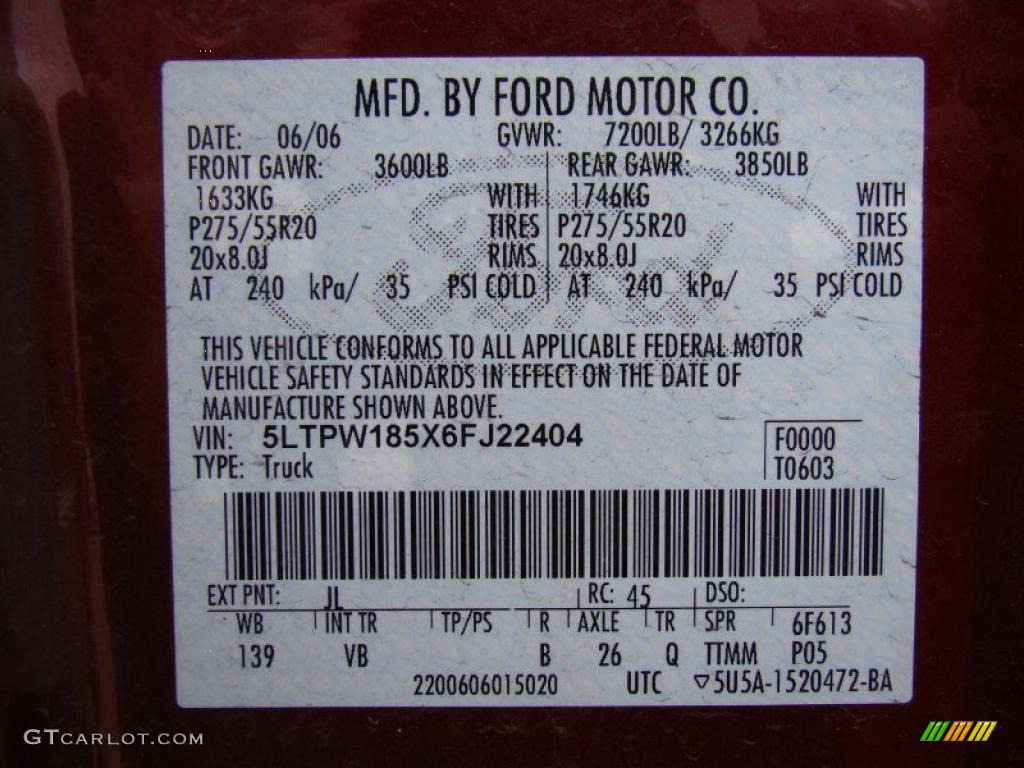 MFD. BY FORD MOTOR CO.
DATE: 06/06 GVWR: 7200LB/ 3266KG
FRONT GAWR: 3600LB REAR GAWR: 3850LB
1633KG WITH 1746KG WITH
P275/55R20 TIRES P275/55R20 TIRES
20x8.0J RIMS 20x8.0J RIMS
AT 240 kPa/ 35 PSI COLD AT 240 kPa/ 35 PSI COLD
THIS VEHICLE CONFORMS TO ALL APPLICABLE FEDERAL MOTOR
VEHICLE SAFETY STANDARDS IN EFFECT ON THE DATE OF
MANUFACTURE SHOWN ABOVE.
VIN: 5LTPW185X6FJ22404 F0000
TYPE: Truck T0603
EXT PNT: JL RC: 45 DSO:
WB INT TR TP/PS R AXLE TR SPR 6F613
139 VB B 26 Q TTMM P05
2200606015020 UTC ▽5U5A-1520472-BA
GTCARLOT.COM